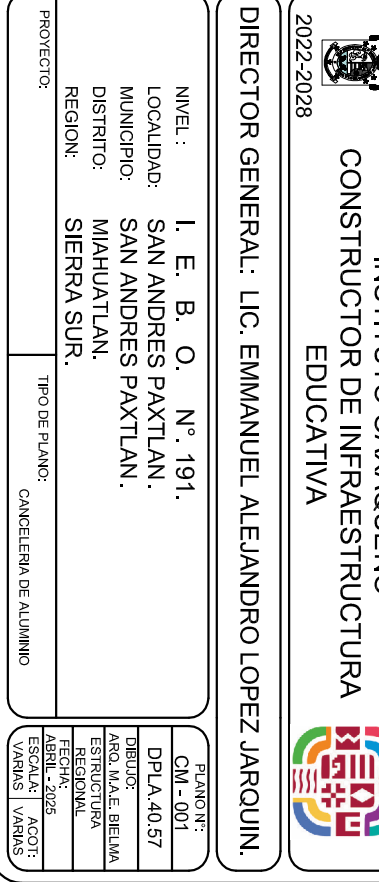 CONSTRUCTOR DE INFRAESTRUCTURA
EDUCATIVA
2022-2028
DIRECTOR GENERAL: LIC. EMMANUEL ALEJANDRO LOPEZ JARQUIN.
NIVEL : I. E. B. O. N°. 191.
LOCALIDAD: SAN ANDRES PAXTLAN .
MUNICIPIO: SAN ANDRES PAXTLAN .
DISTRITO: MIAHUATLAN.
REGION: SIERRA SUR.
PROYECTO:
TIPO DE PLANO:
CANCELERIA DE ALUMINIO
PLANO N°:
CM - 001
DPLA-40.57
DIBUJO:
ARQ. M.A.E. BIELMA
ESTRUCTURA
REGIONAL
FECHA:
ABRIL - 2025
ESCALA: ACOT:
VARIAS VARIAS